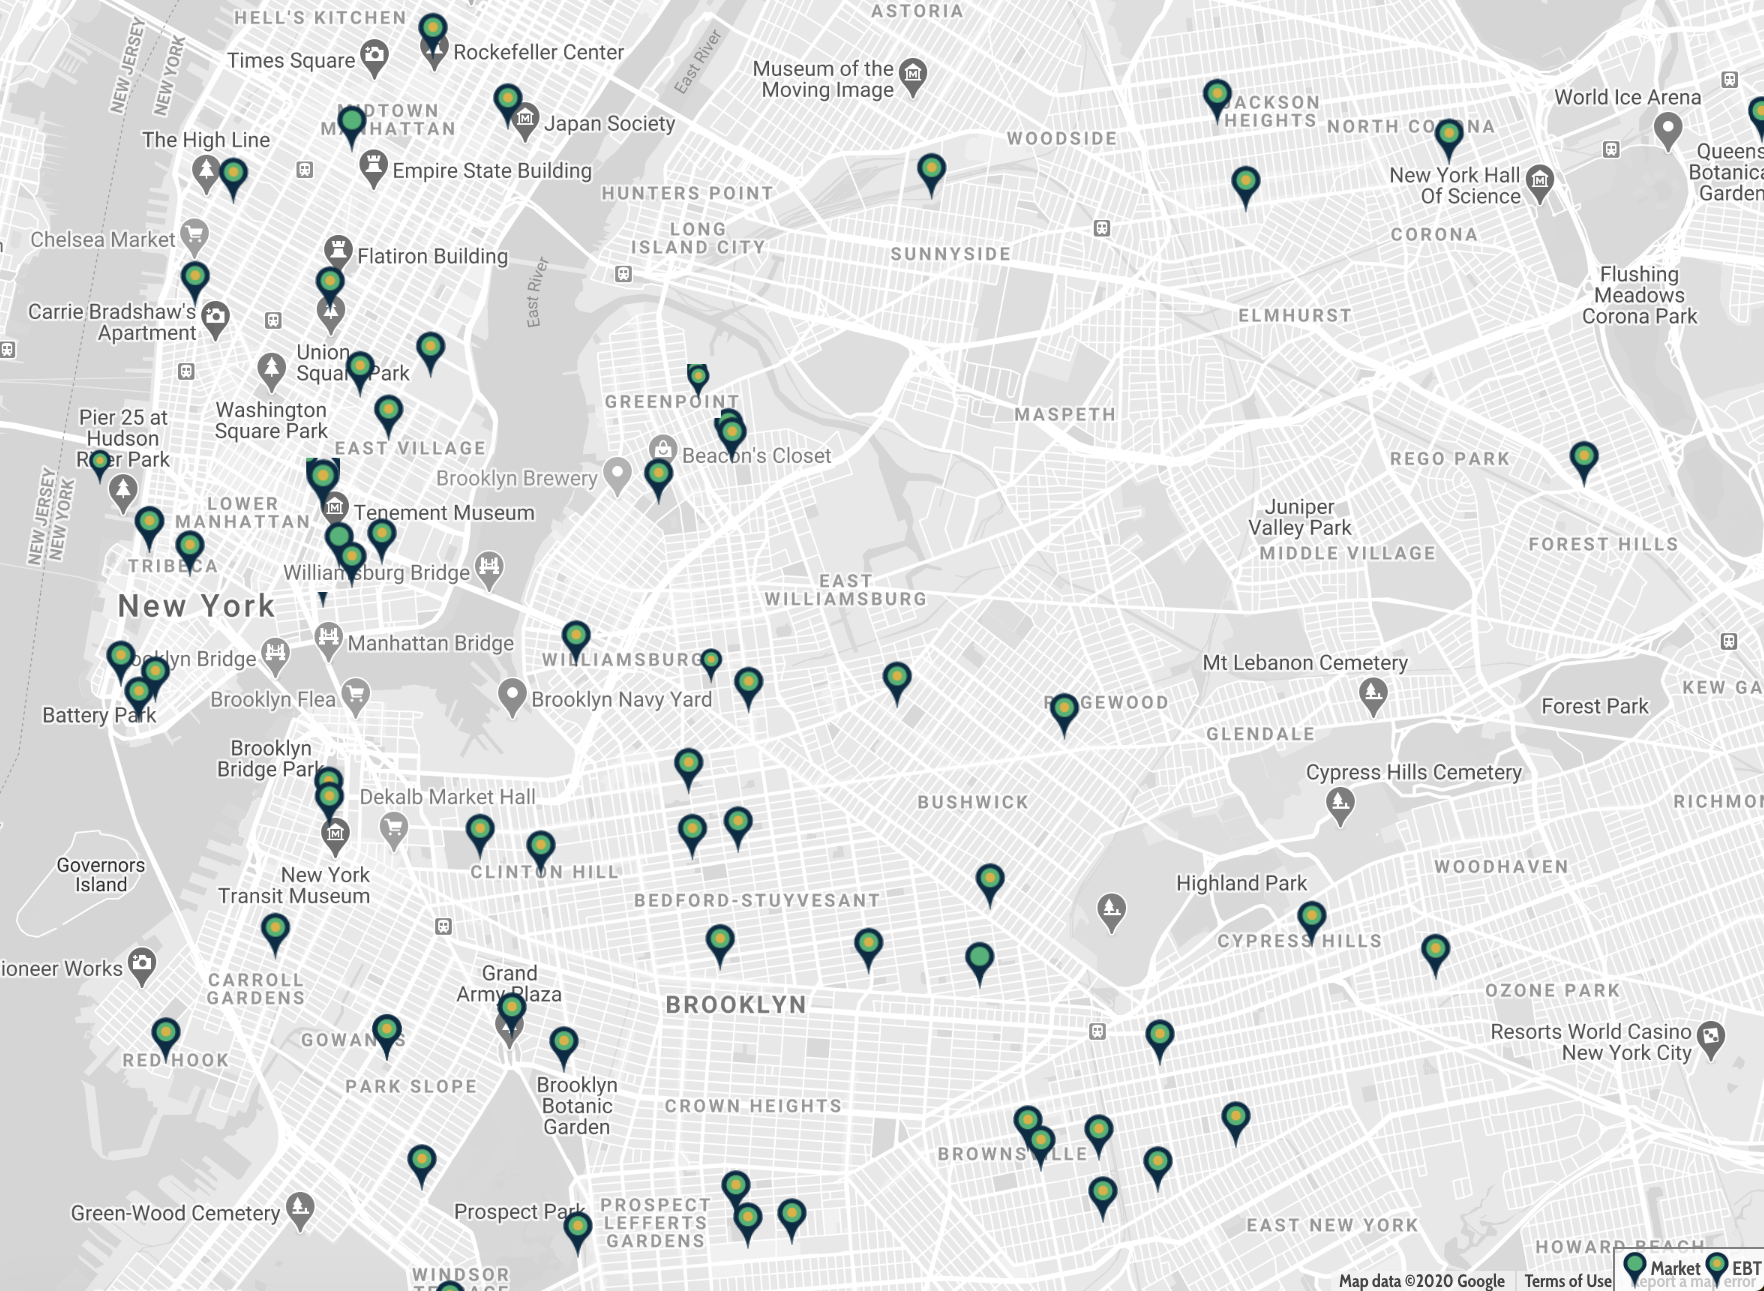 HELL'S KITCHEN
ASTORIA
Times Square
Rockefeller Center
East River
NEW JERSEY
NEW YORK
Museum of the
Moving Image
MIDTOWN
MANHATTAN
Japan Society
JACKSON
HEIGHTS
World Ice Arena
NORTH CORONA
The High Line
WOODSIDE
Queens
Botanical
Garden
Empire State Building
New York Hall
Of Science
HUNTERS POINT
LONG
ISLAND CITY
Chelsea Market
Flatiron Building
SUNNYSIDE
CORONA
East River
Flushing
Meadows
Corona Park
Carrie Bradshaw's
Apartment
ELMHURST
Union
Square Park
GREENPOINT
Washington
Square Park
MASPETH
Pier 25 at
Hudson
River Park
EAST VILLAGE
Beacon's Closet
REGO PARK
Brooklyn Brewery
NEW JERSEY
NEW YORK
LOWER
MANHATTAN
Tenement Museum
Juniper
Valley Park
MIDDLE VILLAGE
FOREST HILLS
TRIBECA
Williamsburg Bridge
EAST
WILLIAMSBURG
New York
Manhattan Bridge
Brooklyn Bridge
WILLIAMSBURG
Mt Lebanon Cemetery
Brooklyn Flea
Brooklyn Navy Yard
RIDGEWOOD
KEW GA
Battery Park
Forest Park
GLENDALE
Brooklyn
Bridge Park
Cypress Hills Cemetery
Dekalb Market Hall
BUSHWICK
RICHMON
Governors
Island
New York
Transit Museum
CLINTON HILL
WOODHAVEN
Highland Park
BEDFORD-STUYVESANT
CYPRESS HILLS
ioneer Works
CARROLL
GARDENS
Grand
Army Plaza
BROOKLYN
OZONE PARK
GOWANUS
Resorts World Casino
New York City
RED HOOK
PARK SLOPE
Brooklyn
Botanic
Garden
CROWN HEIGHTS
BROWNSVILLE
Green-Wood Cemetery
Prospect Park
PROSPECT
LEFFERTS
GARDENS
EAST NEW YORK
HOWARD BEACH
WINDSOR
TERRACE
Market EBT
Map data ©2020 Google Terms of Use Report a map error